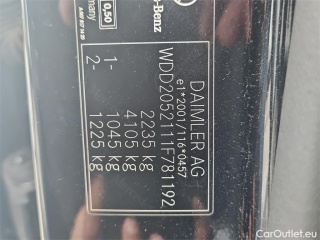 DAIMLER AG
e1*2001/116*0457
WDD2052111F781192
2235 kg
4105 kg
1- 1045 kg
2- 1225 kg
-Benz
many
0.50
CarOutlet.eu